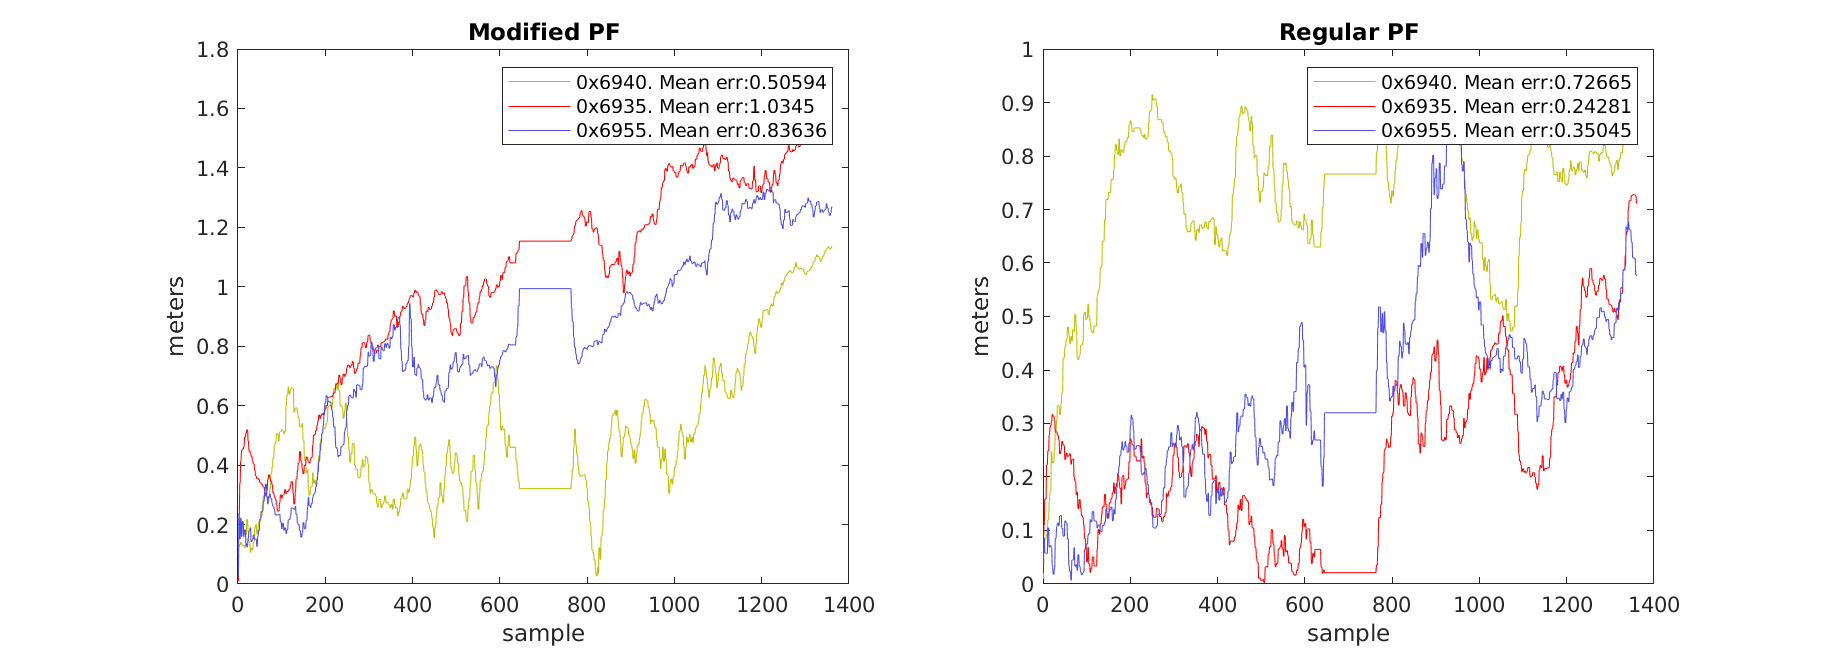 Modified PF
1.8
1.6
1.4
1.2
1
0.8
0.6
0.4
0.2
0
meters
0x6940. Mean err:0.50594
0x6935. Mean err:1.0345
0x6955. Mean err:0.83636
0 200 400 600 800 1000 1200 1400
sample
Regular PF
1
0.9
0.8
0.7
0.6
0.5
0.4
0.3
0.2
0.1
0
meters
0x6940. Mean err:0.72665
0x6935. Mean err:0.24281
0x6955. Mean err:0.35045
0 200 400 600 800 1000 1200 1400
sample